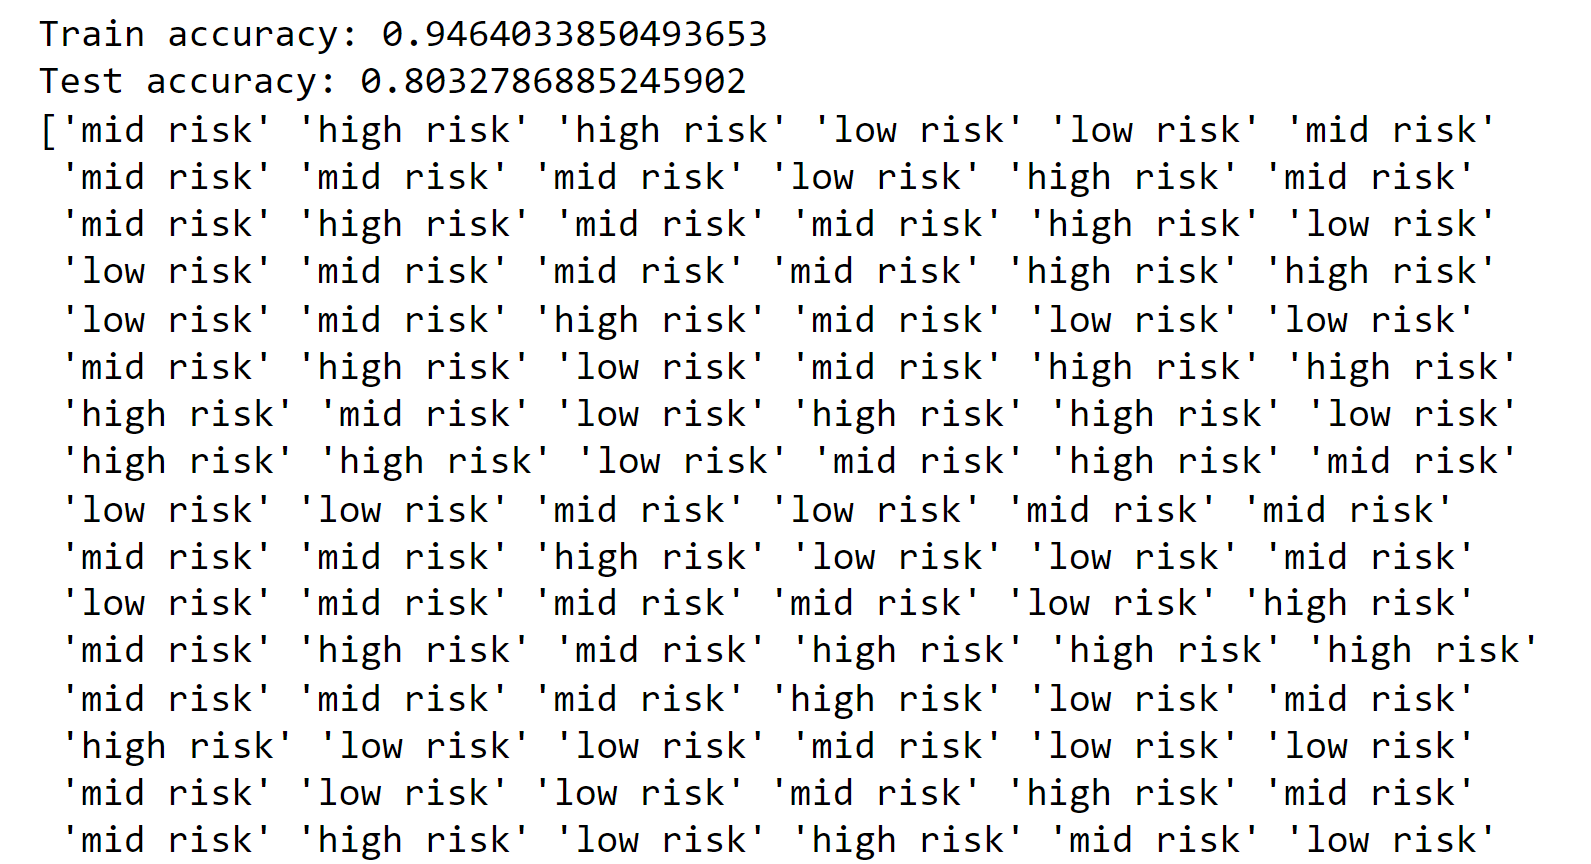 Train accuracy: 0.9464033850493653
Test accuracy: 0.8032786885245902
['mid risk' 'high risk' 'high risk' 'low risk' 'low risk' 'mid risk'
'mid risk' 'mid risk' 'mid risk' 'low risk' 'high risk' 'mid risk'
'mid risk' 'high risk' 'mid risk' 'mid risk' 'high risk' 'low risk'
'low risk' 'mid risk' 'mid risk' 'mid risk' 'high risk' 'high risk'
'low risk' 'mid risk' 'high risk' 'mid risk' 'low risk' 'low risk'
'mid risk' 'high risk' 'low risk' 'mid risk' 'high risk' 'high risk'
'high risk' 'mid risk' 'low risk' 'high risk' 'high risk' 'low risk'
'high risk' 'high risk' 'low risk' 'mid risk' 'high risk' 'mid risk'
'low risk' 'low risk' 'mid risk' 'low risk' 'mid risk' 'mid risk'
'mid risk' 'mid risk' 'high risk' 'low risk' 'low risk' 'mid risk'
'low risk' 'mid risk' 'mid risk' 'mid risk' 'low risk' 'high risk'
'mid risk' 'high risk' 'mid risk' 'high risk' 'high risk' 'high risk'
'mid risk' 'mid risk' 'mid risk' 'high risk' 'low risk' 'mid risk'
'high risk' 'low risk' 'low risk' 'mid risk' 'low risk' 'low risk'
'mid risk' 'low risk' 'low risk' 'mid risk' 'high risk' 'mid risk'
'mid risk' 'high risk' 'low risk' 'high risk' 'mid risk' 'low risk'